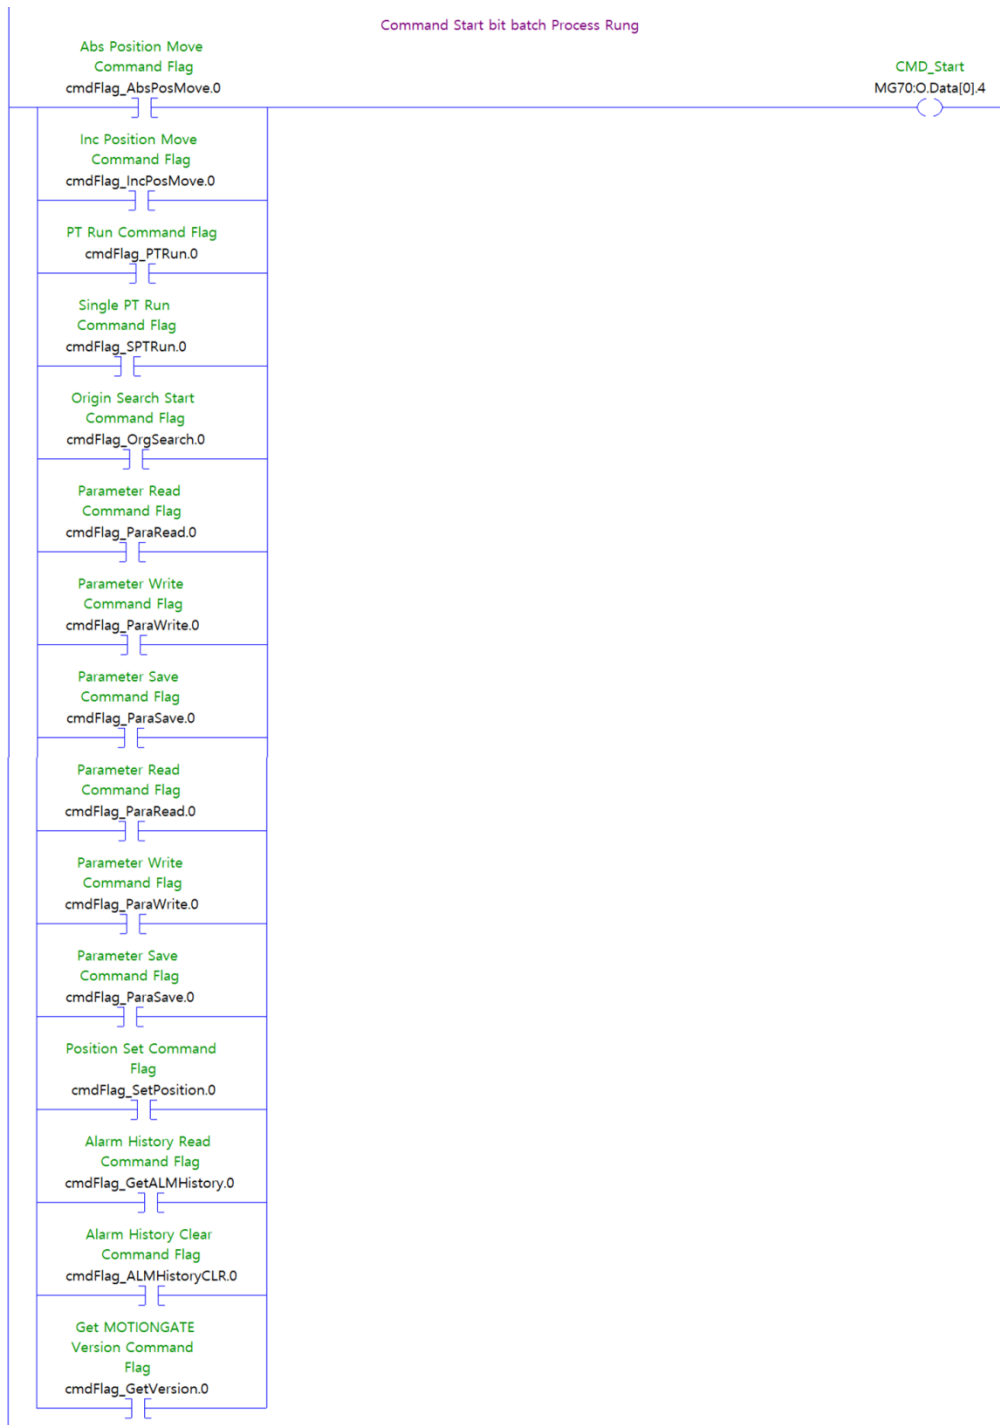 Command Start bit batch Process Rung
Abs Position Move
Command Flag
cmdFlag_AbsPosMove.0
CMD_Start
MG70:O.Data[0].4
Inc Position Move
Command Flag
cmdFlag_IncPosMove.0
PT Run Command Flag
cmdFlag_PTRun.0
Single PT Run
Command Flag
cmdFlag_SPTRun.0
Origin Search Start
Command Flag
cmdFlag_OrgSearch.0
Parameter Read
Command Flag
cmdFlag_ParaRead.0
Parameter Write
Command Flag
cmdFlag_ParaWrite.0
Parameter Save
Command Flag
cmdFlag_ParaSave.0
Parameter Read
Command Flag
cmdFlag_ParaRead.0
Parameter Write
Command Flag
cmdFlag_ParaWrite.0
Parameter Save
Command Flag
cmdFlag_ParaSave.0
Position Set Command
Flag
cmdFlag_SetPosition.0
Alarm History Read
Command Flag
cmdFlag_GetALMHistory.0
Alarm History Clear
Command Flag
cmdFlag_ALMHistoryCLR.0
Get MOTIONGATE
Version Command
Flag
cmdFlag_GetVersion.0